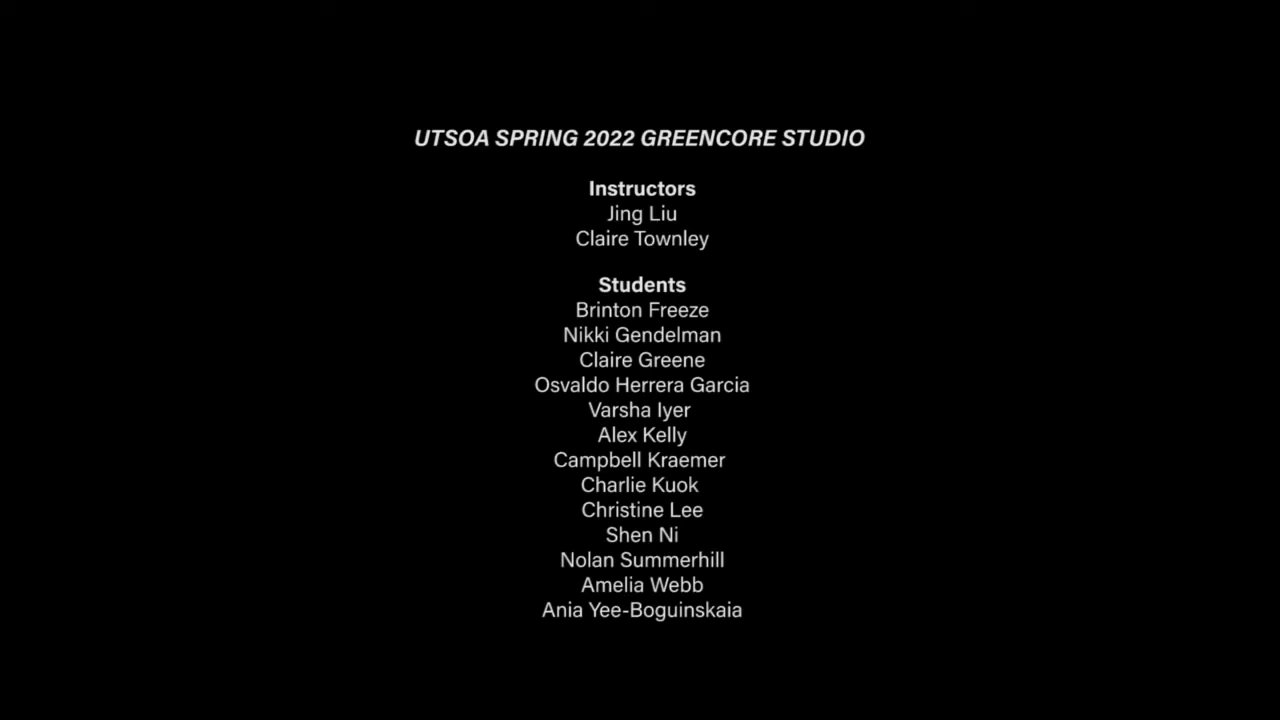 UTSOA SPRING 2022 GREENCORE STUDIO
Instructors
Jing Liu
Claire Townley
Students
Brinton Freeze
Nikki Gendelman
Claire Greene
Osvaldo Herrera Garcia
Varsha Iyer
Alex Kelly
Campbell Kraemer
Charlie Kuok
Christine Lee
Shen Ni
Nolan Summerhill
Amelia Webb
Ania Yee-Boguinskaia